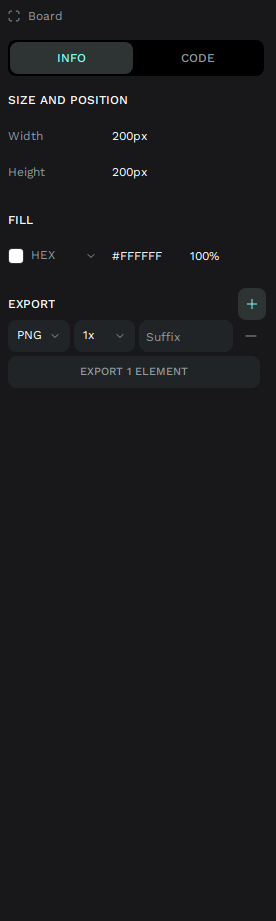 Board
INFO CODE
SIZE AND POSITION
Width 200px
Height 200px
FILL
HEX #FFFFFF 100%
EXPORT
PNG 1x Suffix
EXPORT 1 ELEMENT